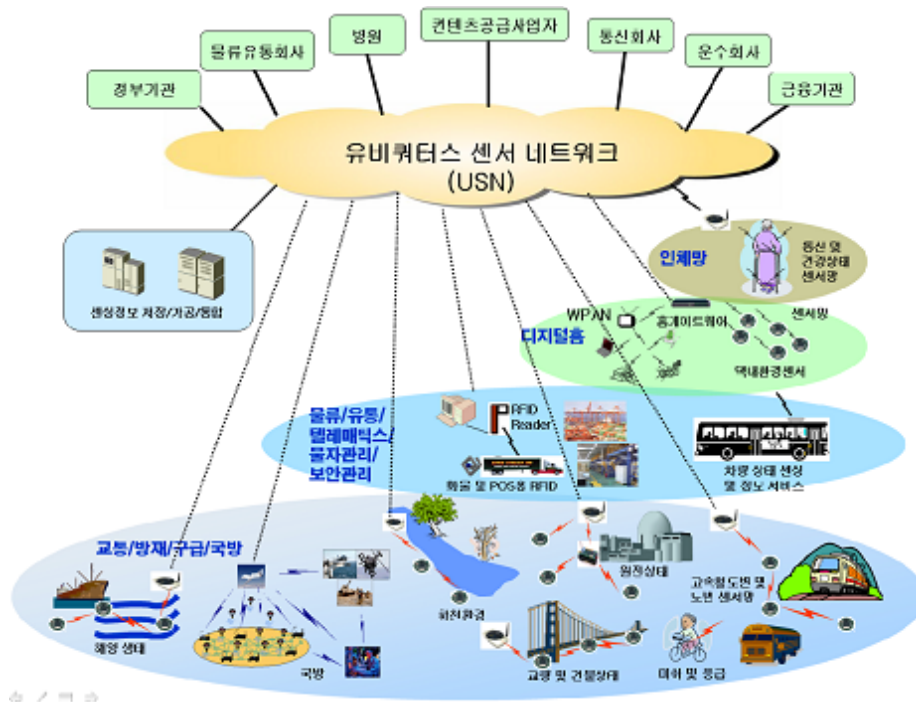 컨텐츠공급사업자
병원
통신회사
물류유통회사
운수회사
정부기관
금융기관
유비쿼터스 센서 네트워크
(USN)
인체망
통신 및
건강상태
센서망
센싱정보 저장/가공/통합
WPAN
홈게이트웨어
센서망
디지털홈
댁내환경센서
물류/유통/
텔레매틱스/
물자관리/
보안관리
RFID
Reader
화물 및 POS용 RFID
차량 상태 센싱
및 정보 서비스
교통/방재/구급/국방
해양 생태
국방
하천환경
원전상태
고속철도변 및
노변 센서망
교량 및 건물상태
미아 및 응급